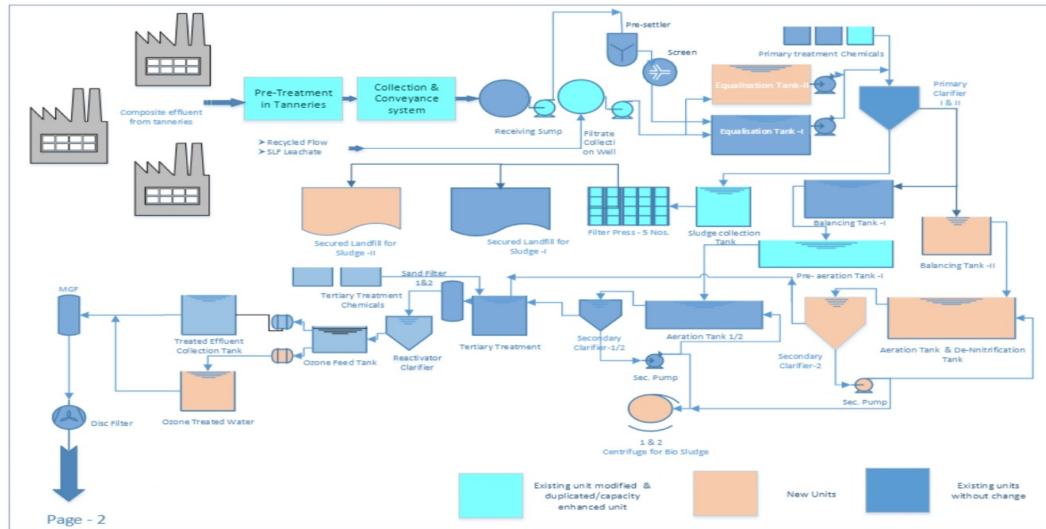 Pre-settler
Screen
Primary treatment Chemicals
Composite effluent
from tanneries
Pre-Treatment
in Tanneries
Collection &
Conveyance
system
Receiving Sump
Filtrate
Collecti
on Well
Equalisation Tank-II
Equalisation Tank -I
Primary
Clarifier
I & II
➢ Recycled Flow
➢ SLF Leachate
Secured Landfill for
Sludge -II
Secured Landfill for
Sludge -I
Filter Press - 5 Nos.
Sludge collection
Tank
Balancing Tank -I
Pre- aeration Tank -I
Balancing Tank -II
MGF
Treated Effluent
Collection Tank
Tertiary Treatment
Chemicals
Sand Filter
1&2
Ozone Feed Tank
Reactivator
Clarifier
Tertiary Treatment
Secondary
Clarifier-1/2
Aeration Tank 1/2
Sec. Pump
Secondary
Clarifier-2
Aeration Tank & De-Nnitrification
Tank
Sec. Pump
Disc Filter
Ozone Treated Water
1 & 2
Centrifuge for Bio Sludge
Existing unit modified &
duplicated/capacity
enhanced unit
New Units
Existing units
without change
Page - 2